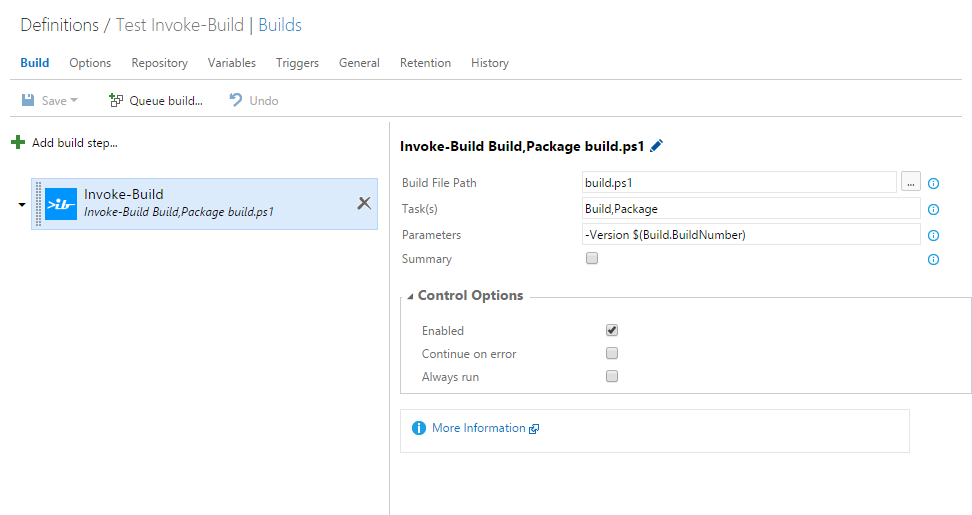 Definitions / Test Invoke-Build | Builds
Build Options Repository Variables Triggers General Retention History
Save Queue build... Undo
Add build step...
Invoke-Build
Invoke-Build Build,Package build.ps1
Invoke-Build Build,Package build.ps1
Build File Path build.ps1 ...
Task(s) Build,Package
Parameters -Version $(Build.BuildNumber)
Summary
Control Options
Enabled
Continue on error
Always run
More Information